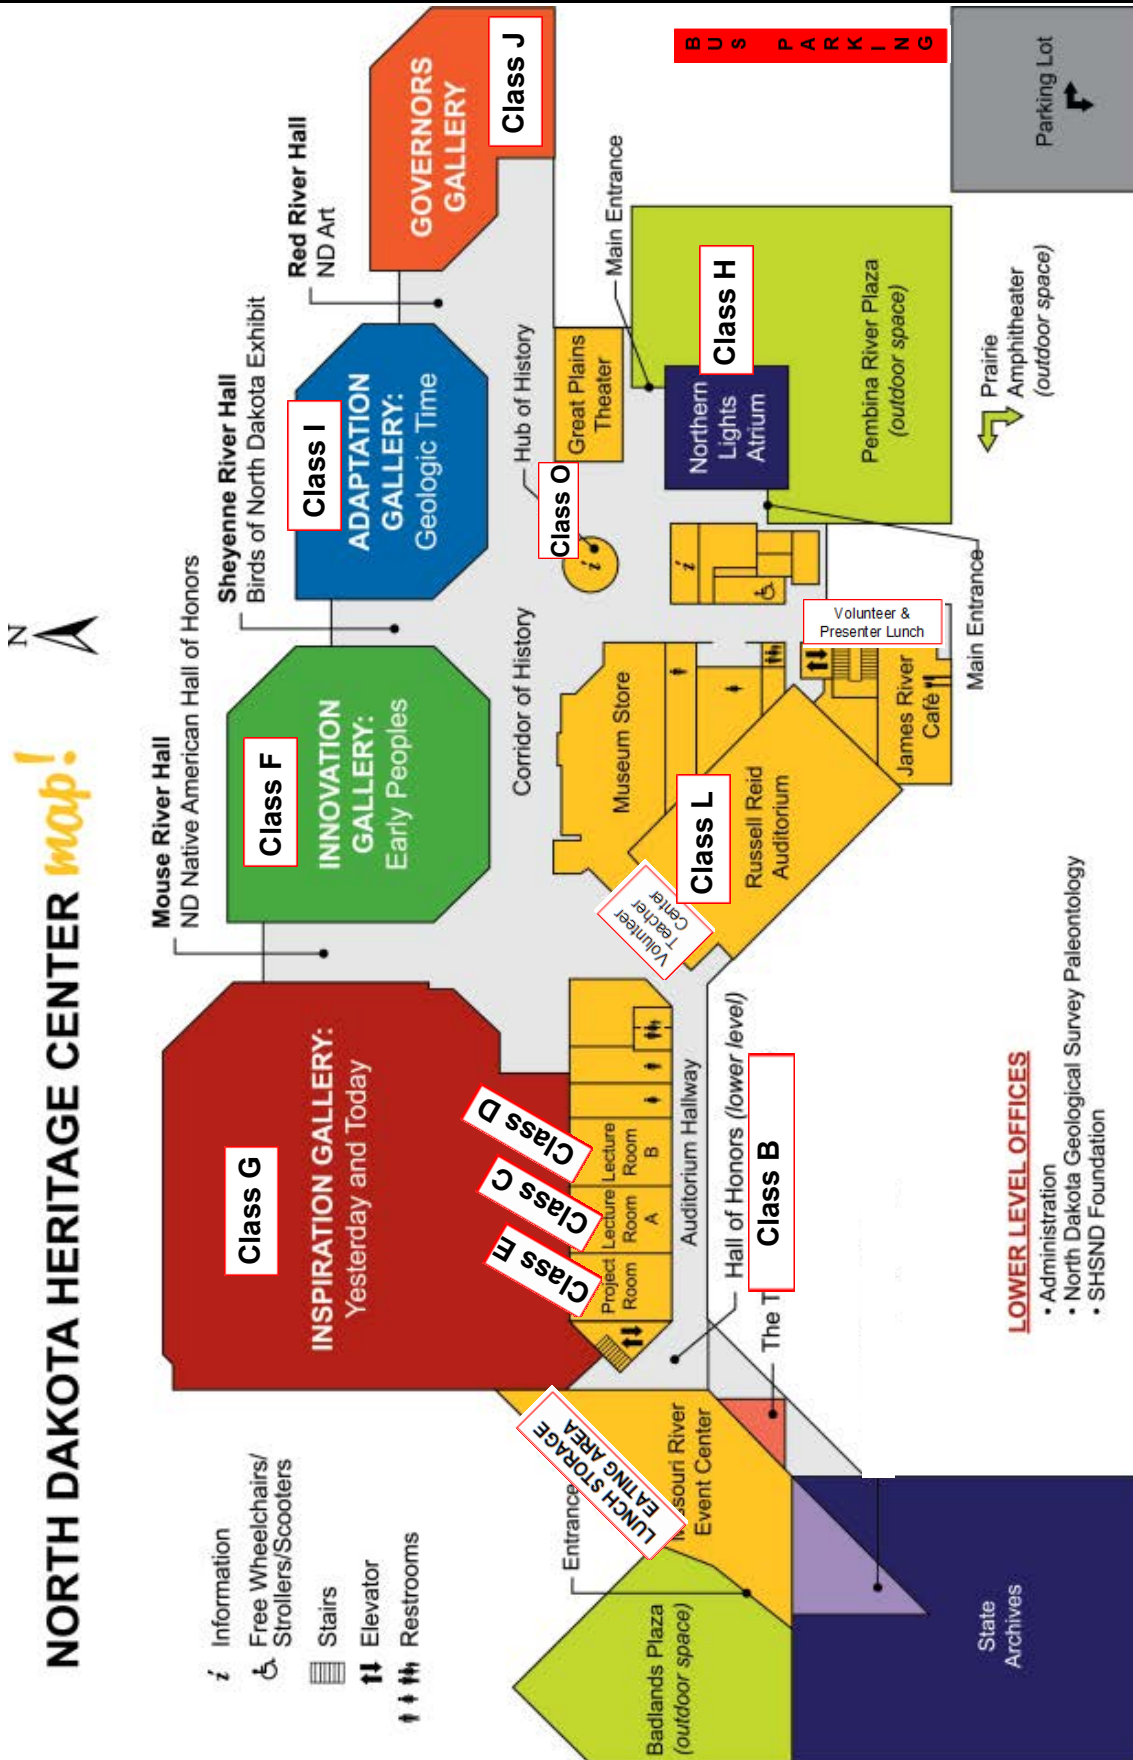 NORTH DAKOTA HERITAGE CENTER map!
N
i Information
Free Wheelchairs/
Strollers/Scooters
Stairs
Elevator
Restrooms
Mouse River Hall
ND Native American Hall of Honors
Sheyenne River Hall
Birds of North Dakota Exhibit
Red River Hall
ND Art
Class G
INSPIRATION GALLERY:
Yesterday and Today
Class F
INNOVATION
GALLERY:
Early Peoples
Class I
ADAPTATION
GALLERY:
Geologic Time
GOVERNORS
GALLERY
Class J
Corridor of History
Hub of History
Class O
i
Great Plains
Theater
Main Entrance
BUS PARKING
Parking Lot
Class E
Class C
Class D
Project
Room
Lecture
Room
A
Lecture
Room
B
Museum Store
Volunteer
Teacher
Center
Class L
Russell Reid
Auditorium
i
Northern
Lights
Atrium
Class H
Pembina River Plaza
(outdoor space)
Prairie
Amphitheater
(outdoor space)
Volunteer &
Presenter Lunch
James River
Café
Main Entrance
Auditorium Hallway
Hall of Honors (lower level)
Class B
The T
LUNCH STORAGE
EATING AREA
souri River
Event Center
Entrance
Badlands Plaza
(outdoor space)
State
Archives
LOWER LEVEL OFFICES
• Administration
• North Dakota Geological Survey Paleontology
• SHSND Foundation